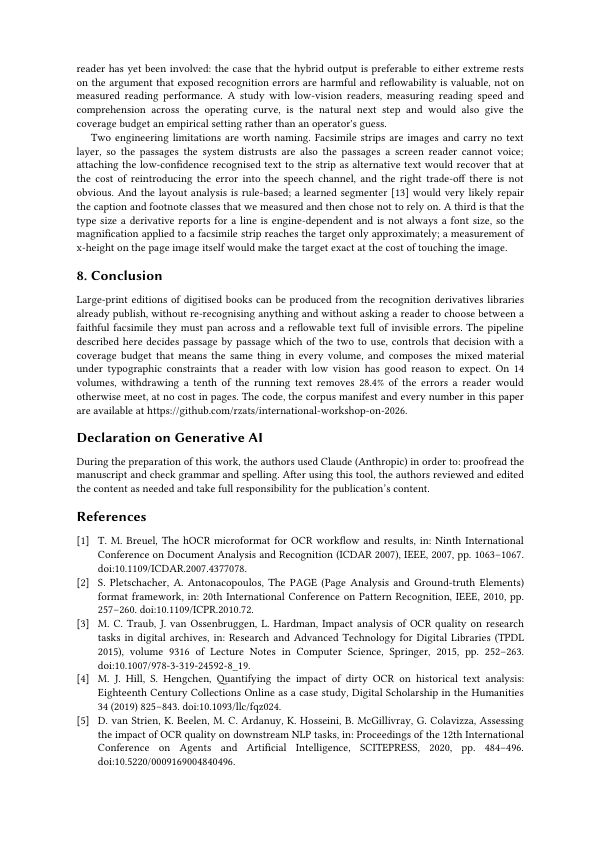 reader has yet been involved: the case that the hybrid output is preferable to either extreme rests
on the argument that exposed recognition errors are harmful and reflowability is valuable, not on
measured reading performance. A study with low-vision readers, measuring reading speed and
comprehension across the operating curve, is the natural next step and would also give the
coverage budget an empirical setting rather than an operator's guess.
Two engineering limitations are worth naming. Facsimile strips are images and carry no text
layer, so the passages the system distrusts are also the passages a screen reader cannot voice;
attaching the low-confidence recognised text to the strip as alternative text would recover that at
the cost of reintroducing the error into the speech channel, and the right trade-off there is not
obvious. And the layout analysis is rule-based; a learned segmenter [13] would very likely repair
the caption and footnote classes that we measured and then chose not to rely on. A third is that the
type size a derivative reports for a line is engine-dependent and is not always a font size, so the
magnification applied to a facsimile strip reaches the target only approximately; a measurement of
x-height on the page image itself would make the target exact at the cost of touching the image.
8. Conclusion
Large-print editions of digitised books can be produced from the recognition derivatives libraries
already publish, without re-recognising anything and without asking a reader to choose between a
faithful facsimile they must pan across and a reflowable text full of invisible errors. The pipeline
described here decides passage by passage which of the two to use, controls that decision with a
coverage budget that means the same thing in every volume, and composes the mixed material
under typographic constraints that a reader with low vision has good reason to expect. On 14
volumes, withdrawing a tenth of the running text removes 28.4% of the errors a reader would
otherwise meet, at no cost in pages. The code, the corpus manifest and every number in this paper
are available at https://github.com/rzats/international-workshop-on-2026.
Declaration on Generative AI
During the preparation of this work, the authors used Claude (Anthropic) in order to: proofread the
manuscript and check grammar and spelling. After using this tool, the authors reviewed and edited
the content as needed and take full responsibility for the publication's content.
References
[1] T. M. Breuel, The hOCR microformat for OCR workflow and results, in: Ninth International
Conference on Document Analysis and Recognition (ICDAR 2007), IEEE, 2007, pp. 1063–1067.
doi:10.1109/ICDAR.2007.4377078.
[2] S. Pletschacher, A. Antonacopoulos, The PAGE (Page Analysis and Ground-truth Elements)
format framework, in: 20th International Conference on Pattern Recognition, IEEE, 2010, pp.
257–260. doi:10.1109/ICPR.2010.72.
[3] M. C. Traub, J. van Ossenbruggen, L. Hardman, Impact analysis of OCR quality on research
tasks in digital archives, in: Research and Advanced Technology for Digital Libraries (TPDL
2015), volume 9316 of Lecture Notes in Computer Science, Springer, 2015, pp. 252–263.
doi:10.1007/978-3-319-24592-8_19.
[4] M. J. Hill, S. Hengchen, Quantifying the impact of dirty OCR on historical text analysis:
Eighteenth Century Collections Online as a case study, Digital Scholarship in the Humanities
34 (2019) 825–843. doi:10.1093/llc/fqz024.
[5] D. van Strien, K. Beelen, M. C. Ardanuy, K. Hosseini, B. McGillivray, G. Colavizza, Assessing
the impact of OCR quality on downstream NLP tasks, in: Proceedings of the 12th International
Conference on Agents and Artificial Intelligence, SCITEPRESS, 2020, pp. 484–496.
doi:10.5220/0009169004840496.